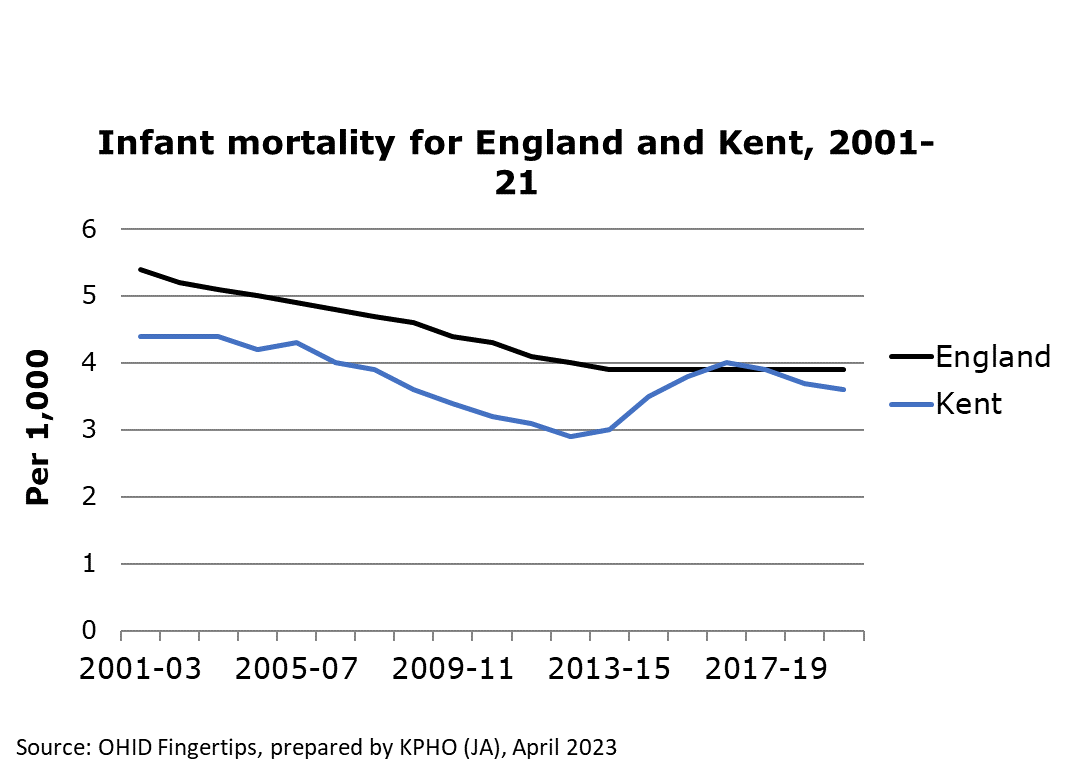 Infant mortality for England and Kent, 2001-
21
6
5
4
3
2
1
0
Per 1,000
2001-03 2005-07 2009-11 2013-15 2017-19
England
Kent
Source: OHID Fingertips, prepared by KPHO (JA), April 2023